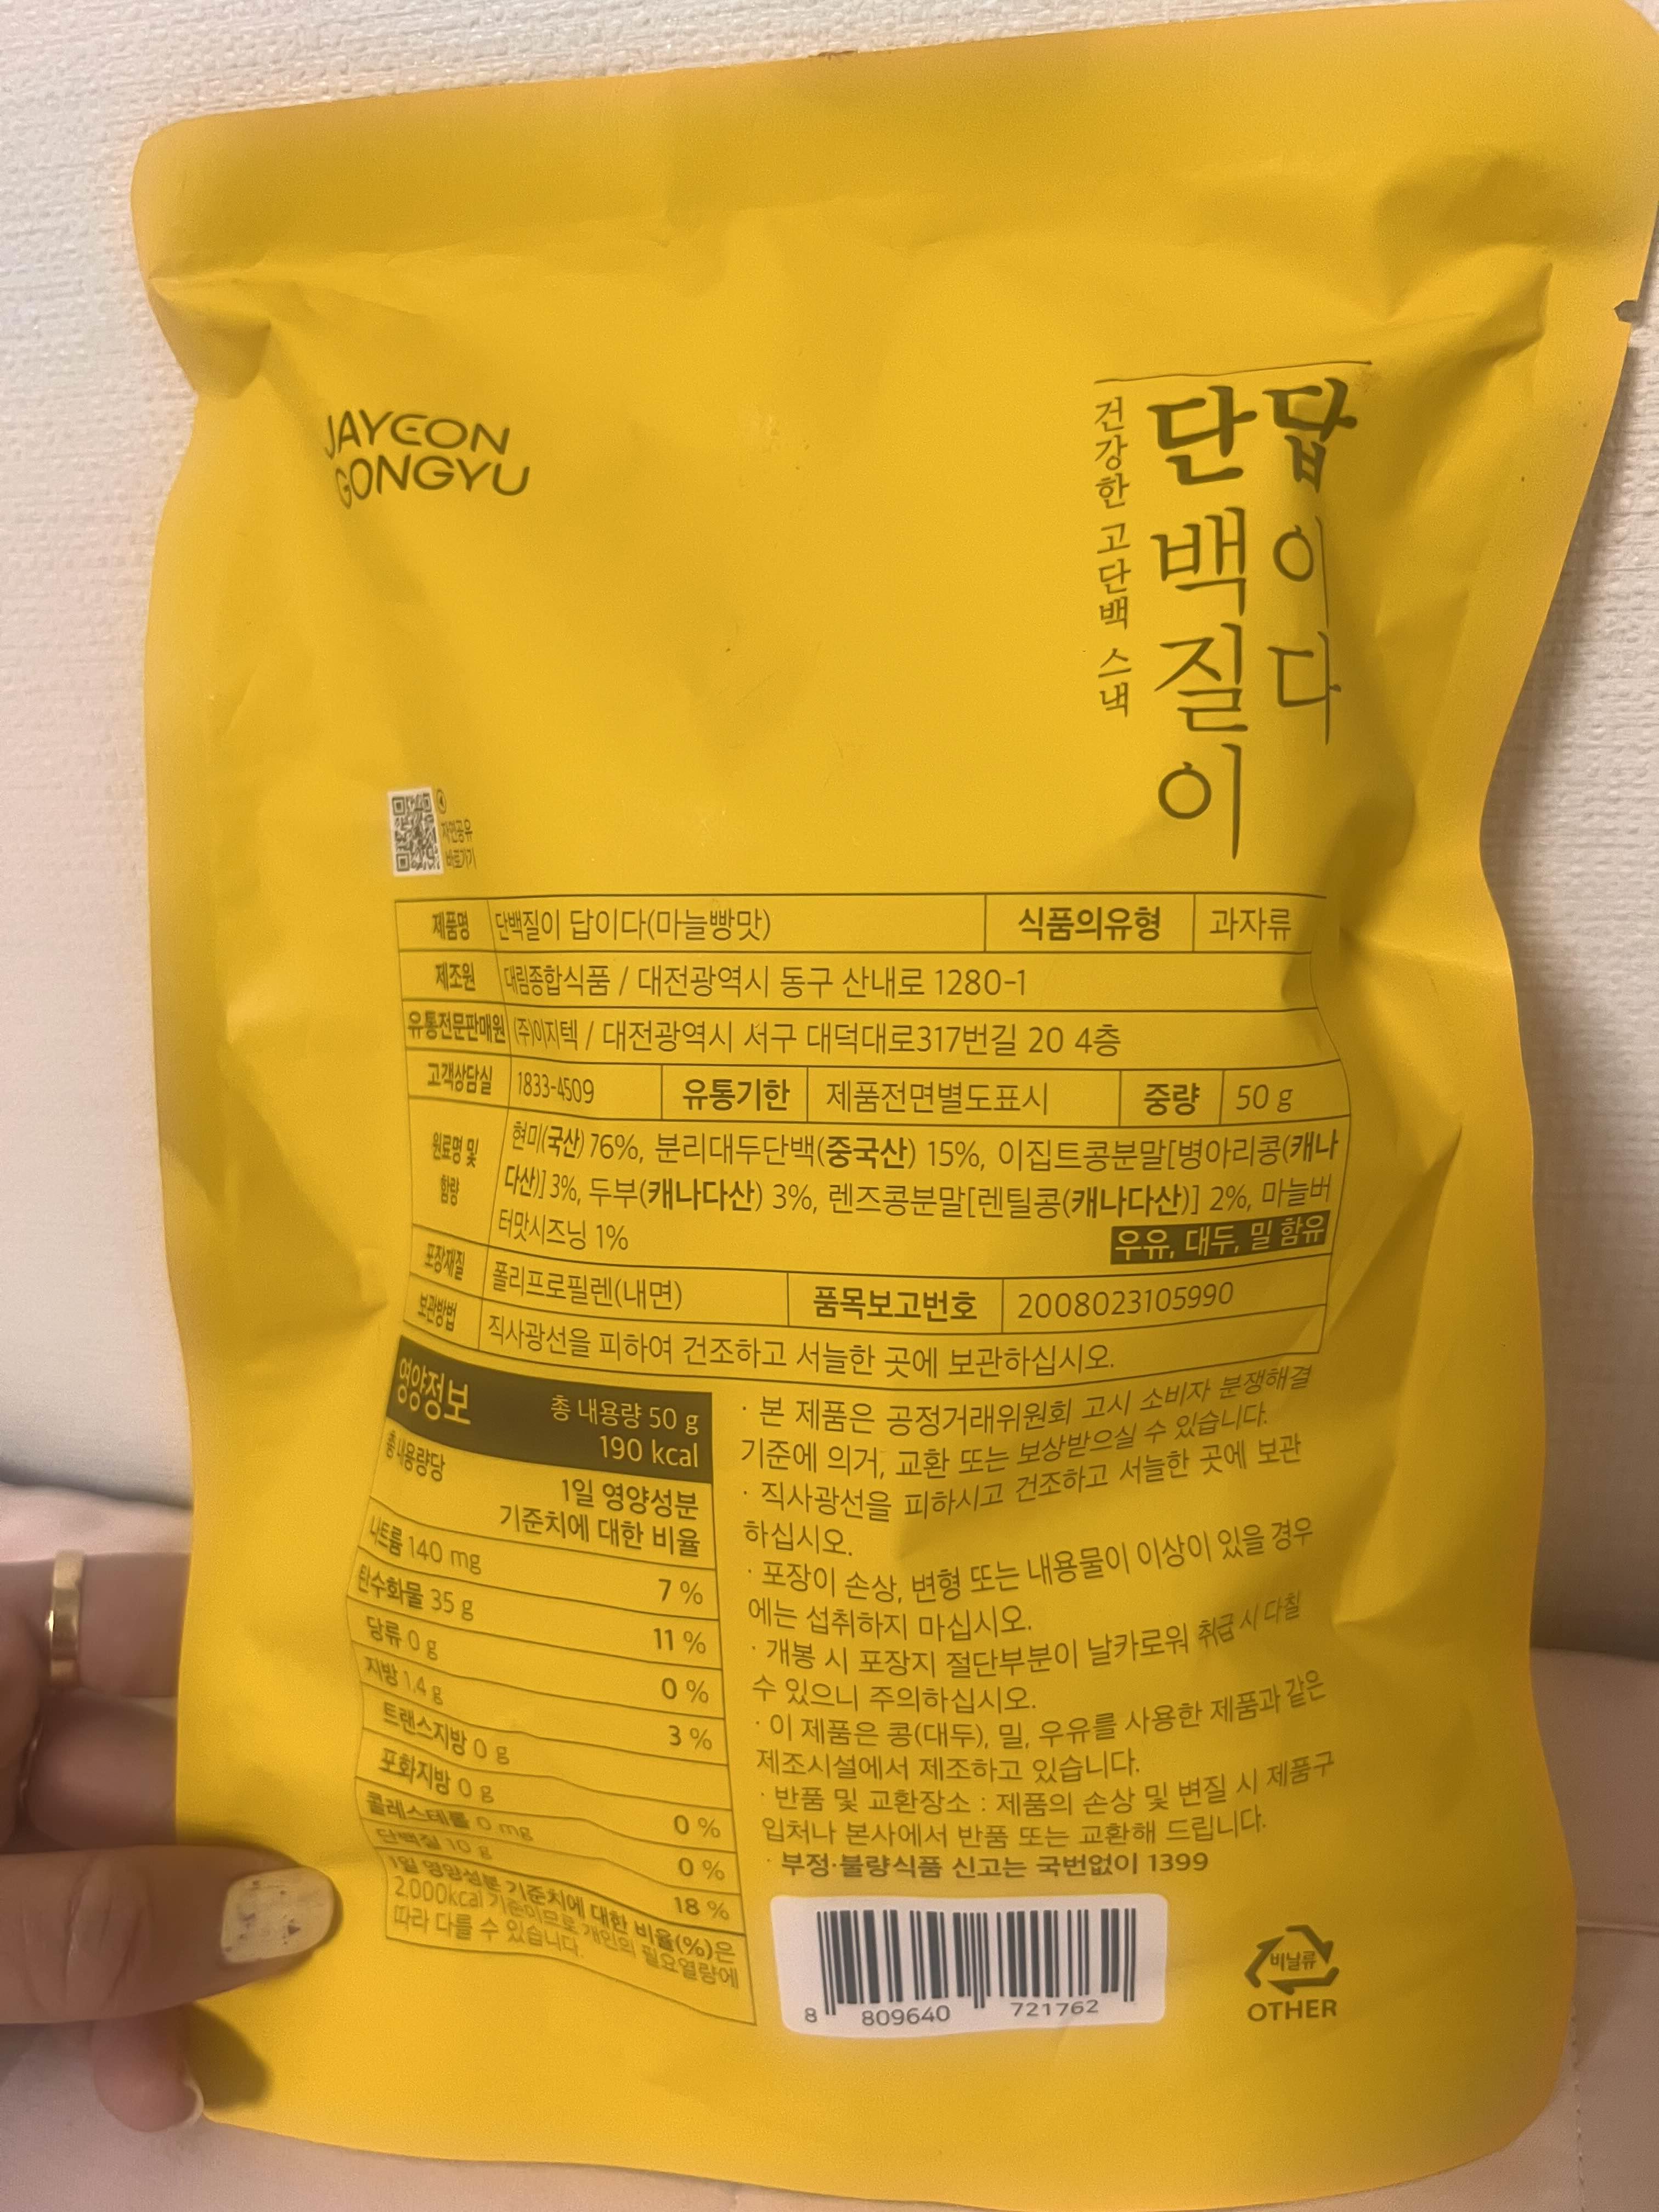 JAYEON
GONGYU
답이다
단백질이
건강한 고단백 스낵
자연공유
바로가기
제품명 단백질이 답이다(마늘빵맛) 식품의유형 과자류
제조원 대림종합식품 / 대전광역시 동구 산내로 1280-1
유통전문판매원 (주)이지텍 / 대전광역시 서구 대덕대로317번길 20 4층
고객상담실 1833-4509 유통기한 제품전면별도표시 중량 50 g
원료명 및
함량
현미(국산) 76%, 분리대두단백(중국산) 15%, 이집트콩분말[병아리콩(캐나
다산)] 3%, 두부(캐나다산) 3%, 렌즈콩분말[렌틸콩(캐나다산)] 2%, 마늘버
터맛시즈닝 1%
우유, 대두, 밀 함유
포장재질 폴리프로필렌(내면) 품목보고번호 2008023105990
보관방법 직사광선을 피하여 건조하고 서늘한 곳에 보관하십시오.
영양정보
총 내용량 50 g
190 kcal
총 내용량당
1일 영양성분
기준치에 대한 비율
나트륨 140 mg 7 %
탄수화물 35 g 11 %
당류 0 g 0 %
지방 1.4 g 3 %
트랜스지방 0 g
포화지방 0 g 0 %
콜레스테롤 0 mg 0 %
단백질 10 g 18 %
1일 영양성분 기준치에 대한 비율(%)은
2,000kcal 기준이므로 개인의 필요열량에
따라 다를 수 있습니다.
· 본 제품은 공정거래위원회 고시 소비자 분쟁해결
기준에 의거, 교환 또는 보상받으실 수 있습니다.
· 직사광선을 피하시고 건조하고 서늘한 곳에 보관
하십시오.
· 포장이 손상, 변형 또는 내용물이 이상이 있을 경우
에는 섭취하지 마십시오.
· 개봉 시 포장지 절단부분이 날카로워 취급 시 다칠
수 있으니 주의하십시오.
· 이 제품은 콩(대두), 밀, 우유를 사용한 제품과 같은
제조시설에서 제조하고 있습니다.
· 반품 및 교환장소 : 제품의 손상 및 변질 시 제품구
입처나 본사에서 반품 또는 교환해 드립니다.
· 부정·불량식품 신고는 국번없이 1399
8 809640 721762
비닐류
OTHER